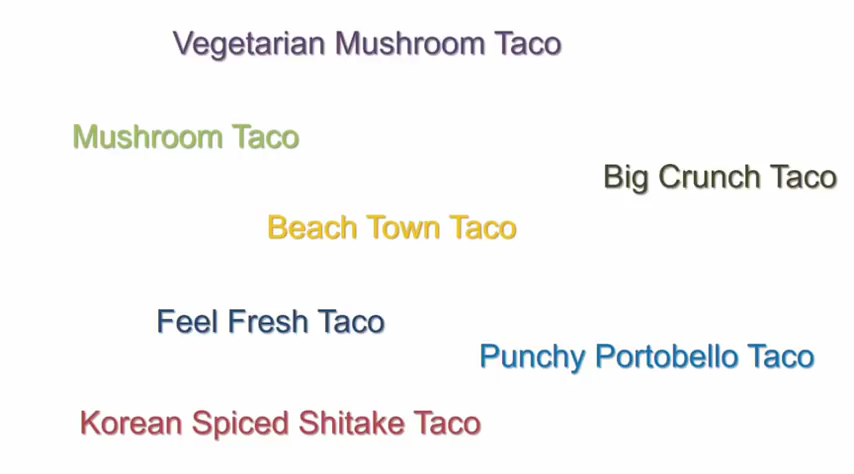 Vegetarian Mushroom Taco
Mushroom Taco
Big Crunch Taco
Beach Town Taco
Feel Fresh Taco
Punchy Portobello Taco
Korean Spiced Shitake Taco